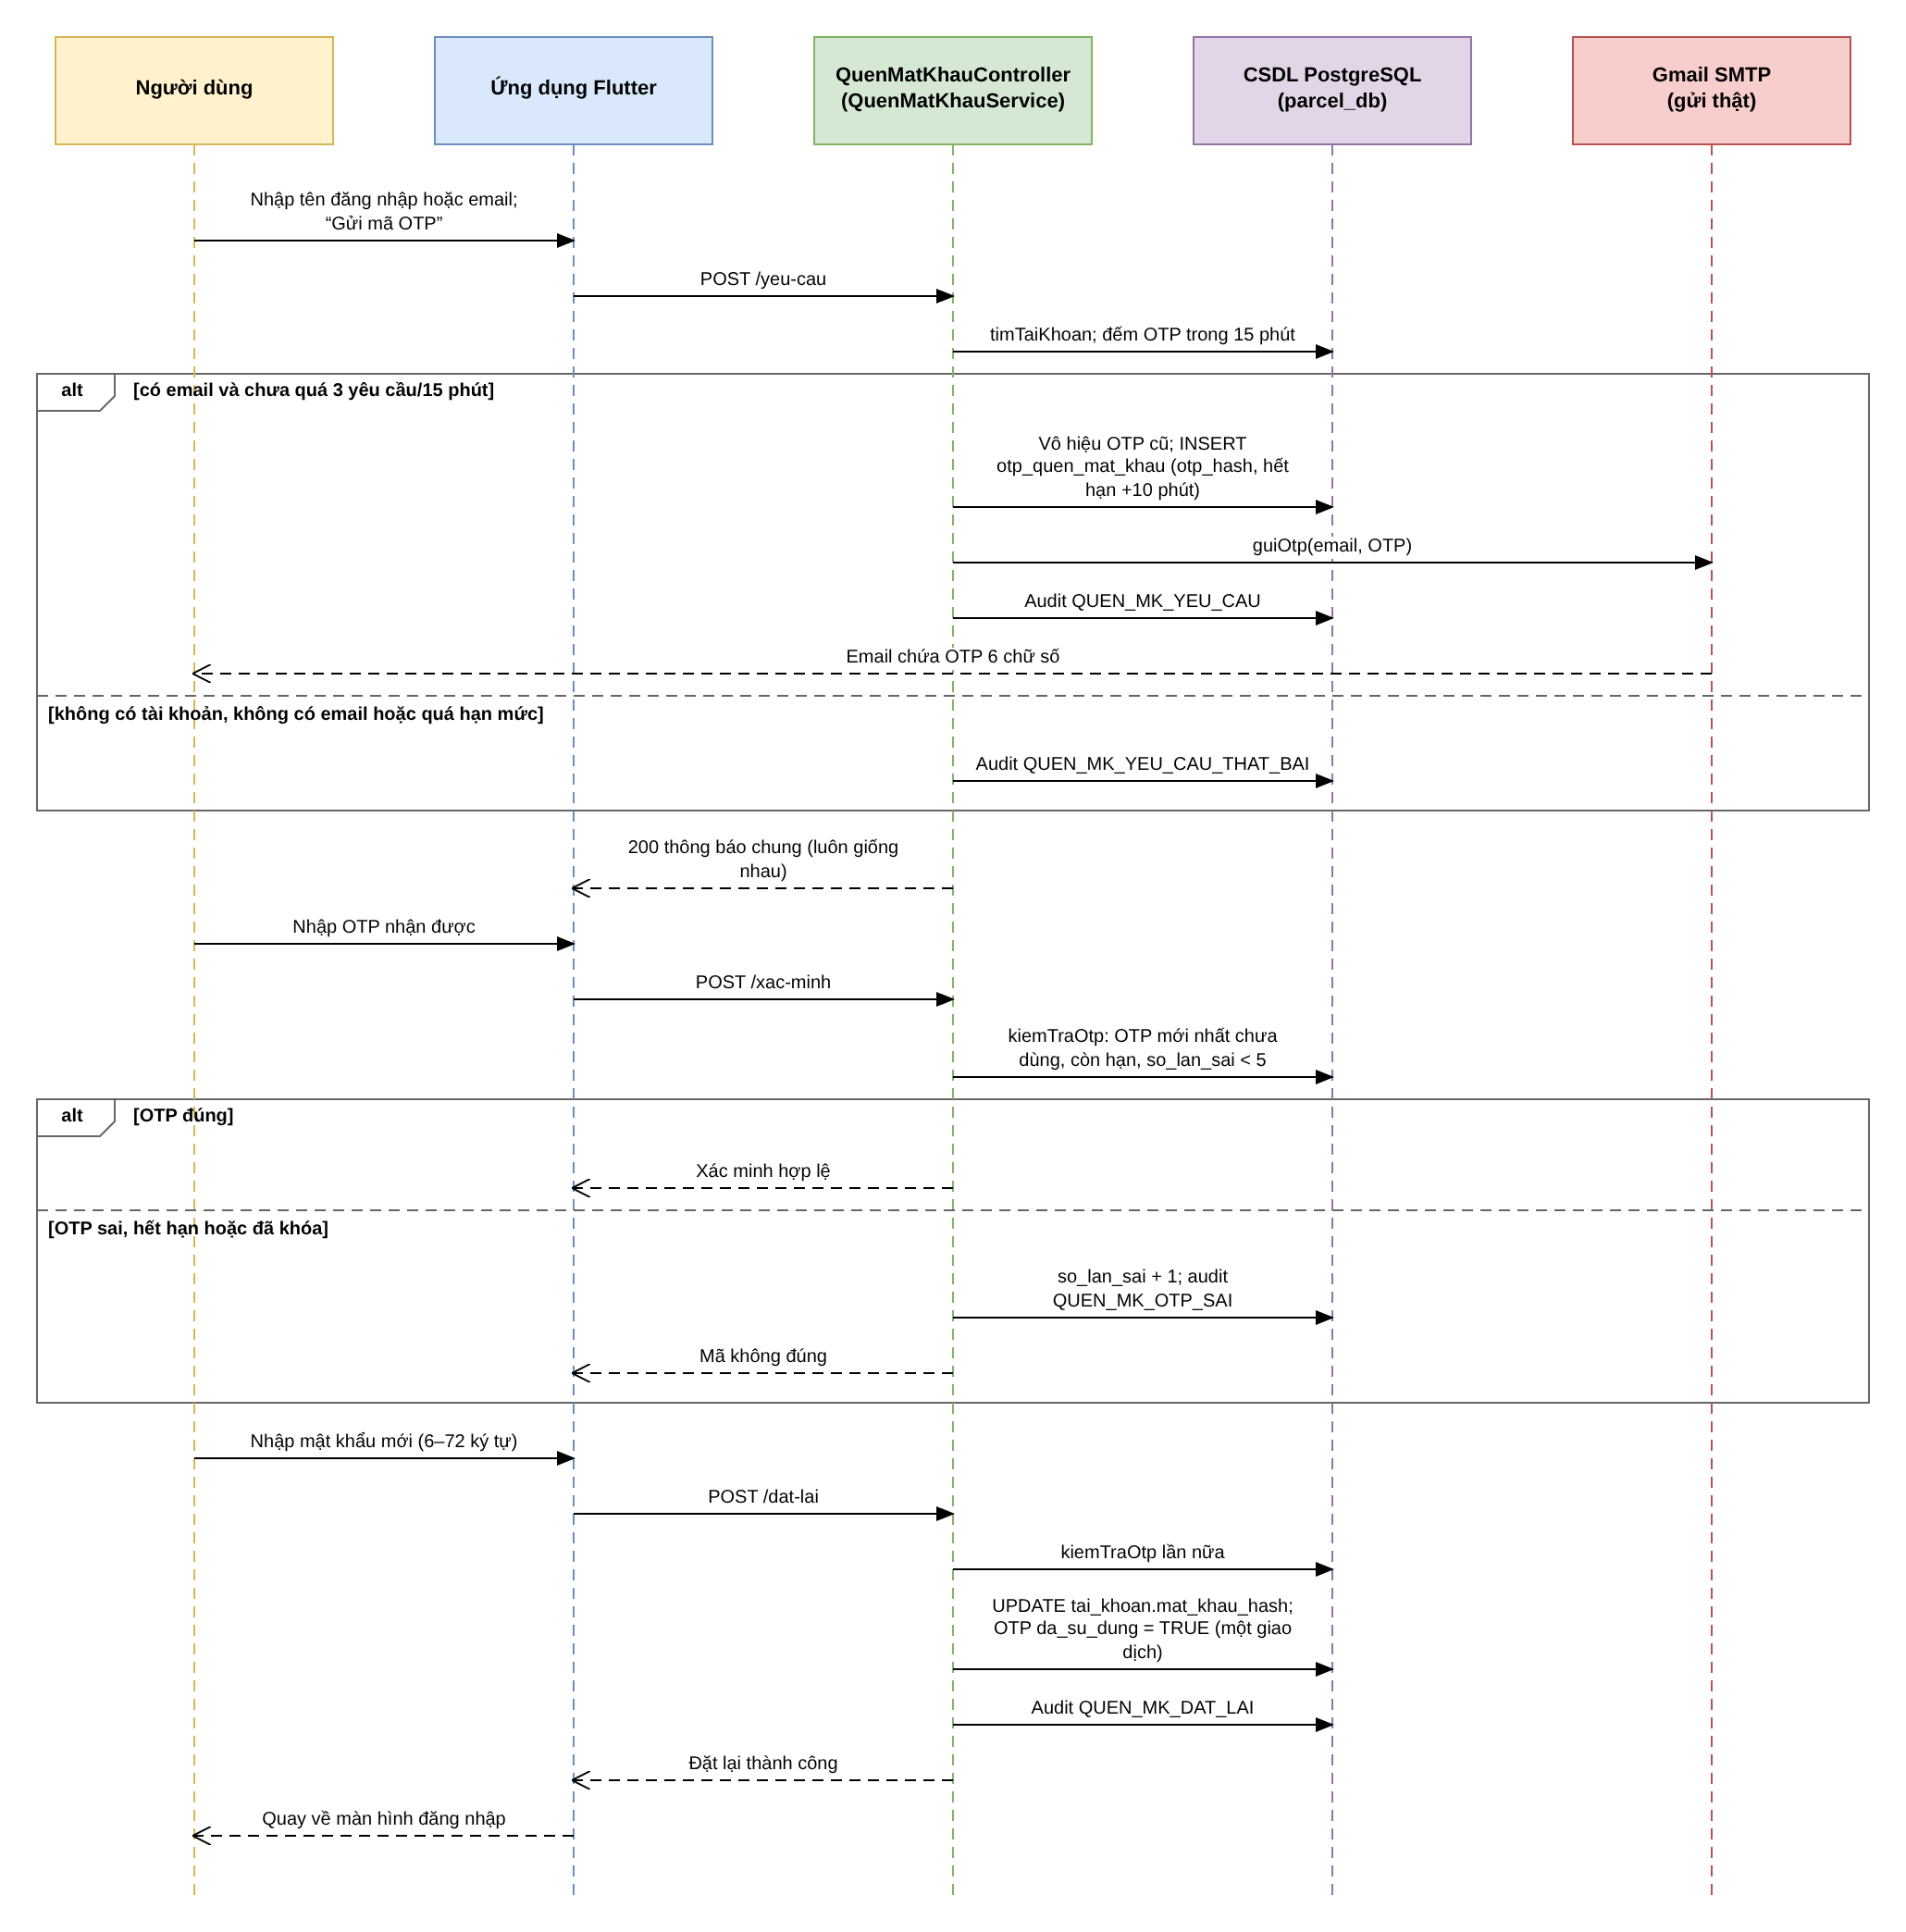 Người dùng
Ứng dụng Flutter
QuenMatKhauController
(QuenMatKhauService)
CSDL PostgreSQL
(parcel_db)
Gmail SMTP
(gửi thật)
Nhập tên đăng nhập hoặc email;
“Gửi mã OTP”
POST /yeu-cau
timTaiKhoan; đếm OTP trong 15 phút
alt
[có email và chưa quá 3 yêu cầu/15 phút]
Vô hiệu OTP cũ; INSERT
otp_quen_mat_khau (otp_hash, hết
hạn +10 phút)
guiOtp(email, OTP)
Audit QUEN_MK_YEU_CAU
Email chứa OTP 6 chữ số
[không có tài khoản, không có email hoặc quá hạn mức]
Audit QUEN_MK_YEU_CAU_THAT_BAI
200 thông báo chung (luôn giống
nhau)
Nhập OTP nhận được
POST /xac-minh
kiemTraOtp: OTP mới nhất chưa
dùng, còn hạn, so_lan_sai < 5
alt
[OTP đúng]
Xác minh hợp lệ
[OTP sai, hết hạn hoặc đã khóa]
so_lan_sai + 1; audit
QUEN_MK_OTP_SAI
Mã không đúng
Nhập mật khẩu mới (6–72 ký tự)
POST /dat-lai
kiemTraOtp lần nữa
UPDATE tai_khoan.mat_khau_hash;
OTP da_su_dung = TRUE (một giao
dịch)
Audit QUEN_MK_DAT_LAI
Đặt lại thành công
Quay về màn hình đăng nhập